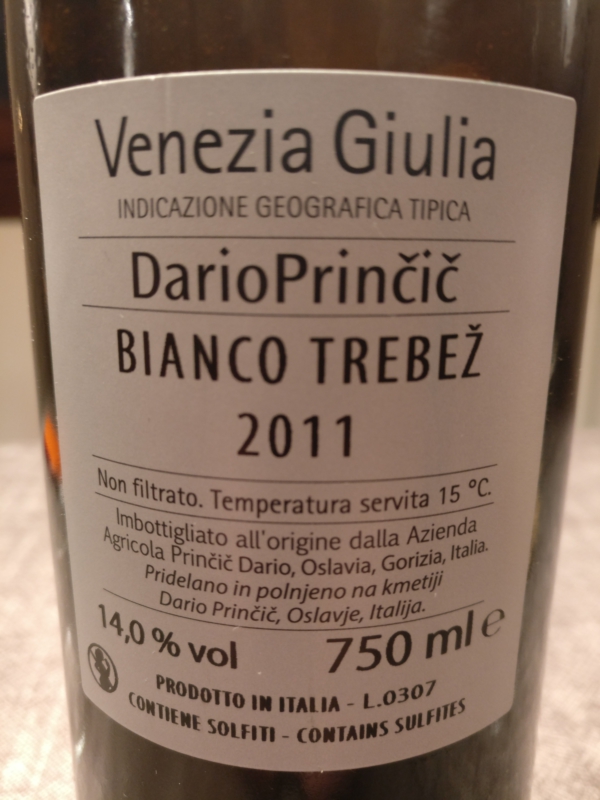 Venezia Giulia
INDICAZIONE GEOGRAFICA TIPICA
DarioPrinčič
BIANCO TREBEŽ
2011
Non filtrato. Temperatura servita 15 °C.
Imbottigliato all'origine dalla Azienda
Agricola Prinčič Dario, Oslavia, Gorizia, Italia.
Pridelano in polnjeno na kmetiji
Dario Prinčič, Oslavje, Italija.
14,0 % vol 750 ml e
PRODOTTO IN ITALIA - L.0307
CONTIENE SOLFITI - CONTAINS SULFITES